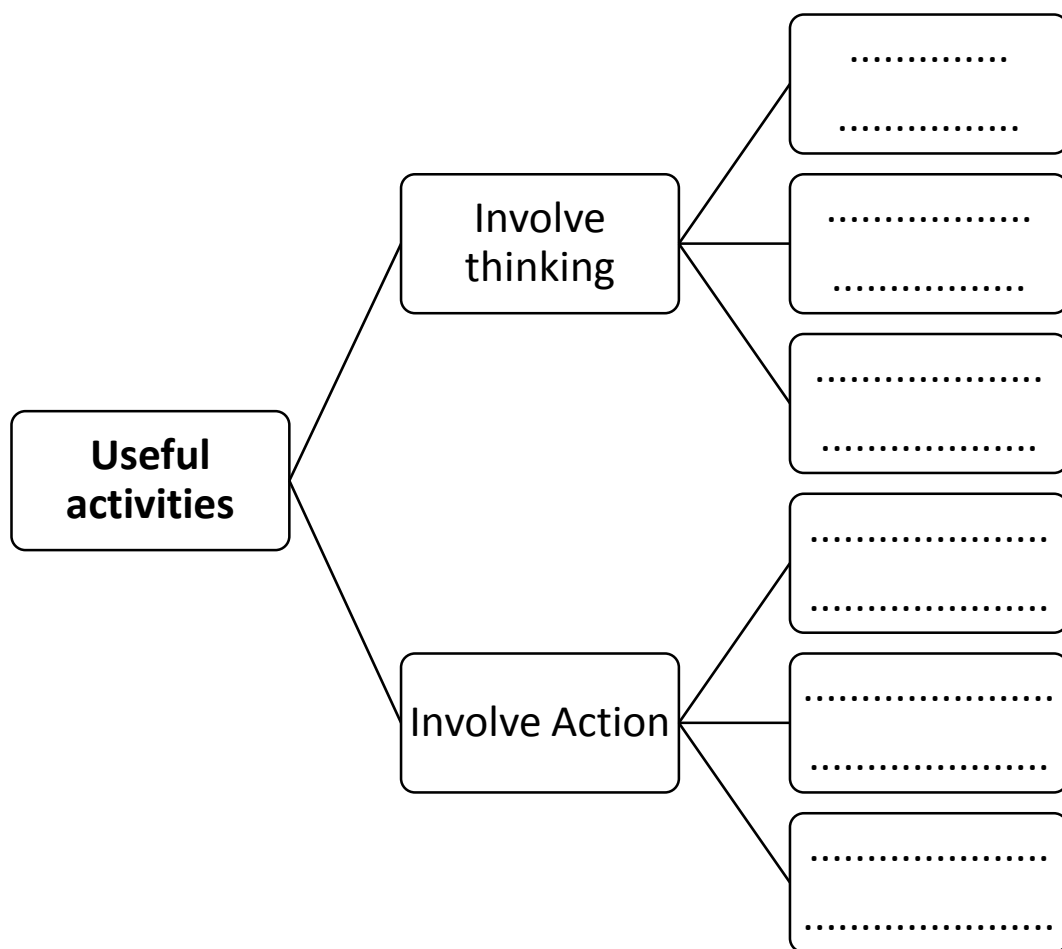 ..............
................
Involve
thinking
..................
.................
....................
...................
Useful
activities
.....................
.....................
Involve Action
......................
.....................
.....................
......................